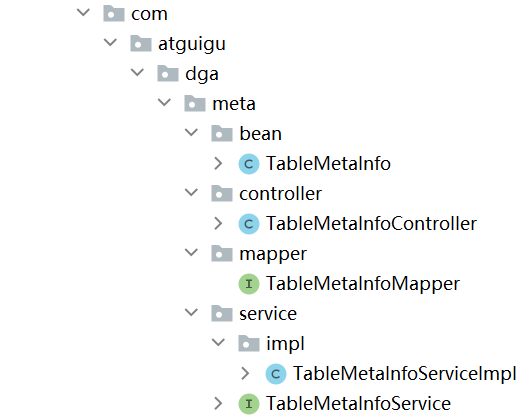 com
atguigu
dga
meta
bean
C TableMetaInfo
controller
C TableMetaInfoController
mapper
I TableMetaInfoMapper
service
impl
C TableMetaInfoServiceImpl
I TableMetaInfoService